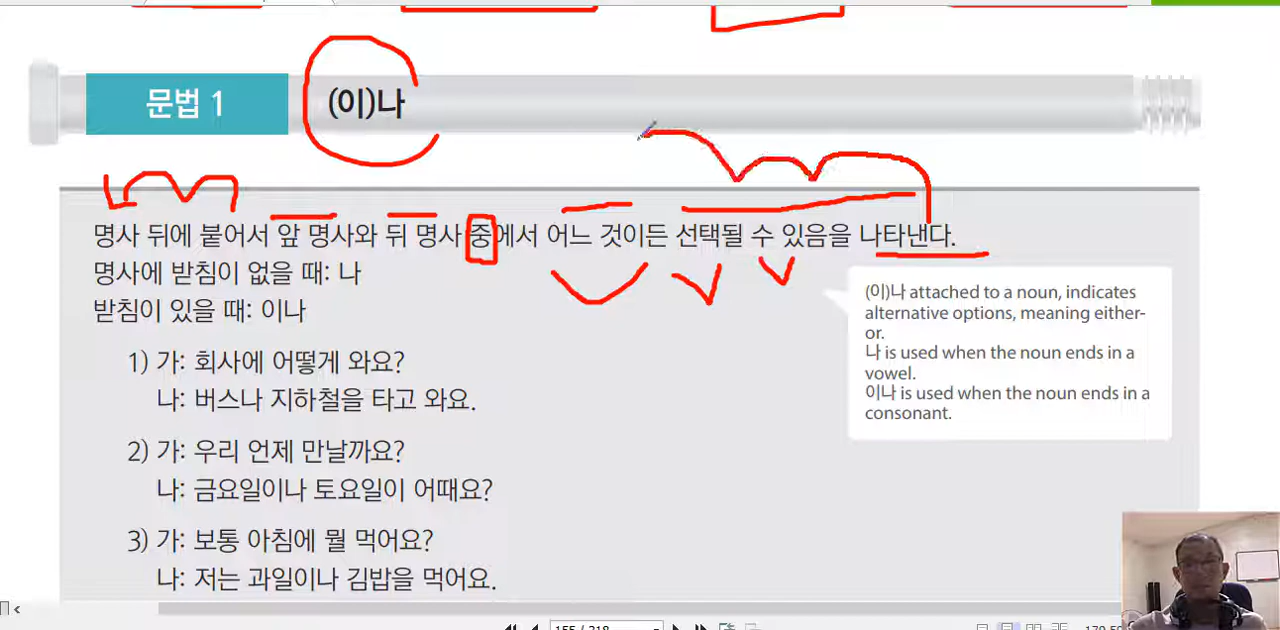 문법 1
(이)나
명사 뒤에 붙어서 앞 명사와 뒤 명사 중에서 어느 것이든 선택될 수 있음을 나타낸다.
명사에 받침이 없을 때: 나
받침이 있을 때: 이나
(이)나 attached to a noun, indicates
alternative options, meaning either-
or.
나 is used when the noun ends in a
vowel.
이나 is used when the noun ends in a
consonant.
1) 가: 회사에 어떻게 와요?
나: 버스나 지하철을 타고 와요.
2) 가: 우리 언제 만날까요?
나: 금요일이나 토요일이 어때요?
3) 가: 보통 아침에 뭘 먹어요?
나: 저는 과일이나 김밥을 먹어요.
155 / 218